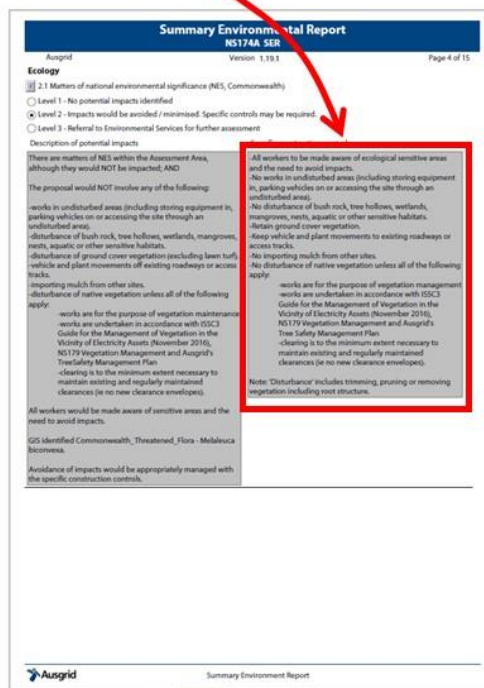 Summary Environmental Report
NS174A SER
Ausgrid
Version 1.19.1
Page 4 of 15
Ecology
2.1 Matters of national environmental significance (NES, Commonwealth)
Level 1 - No potential impacts identified
Level 2 - Impacts would be avoided / minimised. Specific controls may be required.
Level 3 - Referral to Environmental Services for further assessment
Description of potential impacts
There are matters of NES within the Assessment Area,
although they would NOT be impacted; AND
The proposal would NOT involve any of the following:
-works in undisturbed areas (including storing equipment in,
parking vehicles on or accessing the site through an
undisturbed area).
-disturbance of bush rock, tree hollows, wetlands, mangroves,
nests, aquatic or other sensitive habitats.
-disturbance of ground cover vegetation (excluding lawn turf).
-vehicle and plant movements off existing roadways or access
tracks.
-importing mulch from other sites.
-disturbance of native vegetation unless all of the following
apply:
-works are for the purpose of vegetation maintenance
-works are undertaken in accordance with ISSC3
Guide for the Management of Vegetation in the
Vicinity of Electricity Assets (November 2016),
NS179 Vegetation Management and Ausgrid's
TreeSafety Management Plan
-clearing is to the minimum extent necessary to
maintain existing and regularly maintained
clearances (ie no new clearance envelopes).
All workers would be made aware of sensitive areas and the
need to avoid impacts.
GIS identified Commonwealth_Threatened_Flora - Melaleuca
biconvexa.
Avoidance of impacts would be appropriately managed with
the specific construction controls.
-All workers to be made aware of ecological sensitive areas
and the need to avoid impacts.
-No works in undisturbed areas (including storing equipment
in, parking vehicles on or accessing the site through an
undisturbed area).
-No disturbance of bush rock, tree hollows, wetlands,
mangroves, nests, aquatic or other sensitive habitats.
-Retain ground cover vegetation.
-Keep vehicle and plant movements to existing roadways or
access tracks.
-No importing mulch from other sites.
-No disturbance of native vegetation unless all of the following
apply:
-works are for the purpose of vegetation management
-works are undertaken in accordance with ISSC3
Guide for the Management of Vegetation in the
Vicinity of Electricity Assets (November 2016),
NS179 Vegetation Management and Ausgrid's
Tree Safety Management Plan
-clearing is to the minimum extent necessary to
maintain existing and regularly maintained
clearances (ie no new clearance envelopes).
Note: 'Disturbance' includes trimming, pruning or removing
vegetation including root structure.
Ausgrid
Summary Environment Report